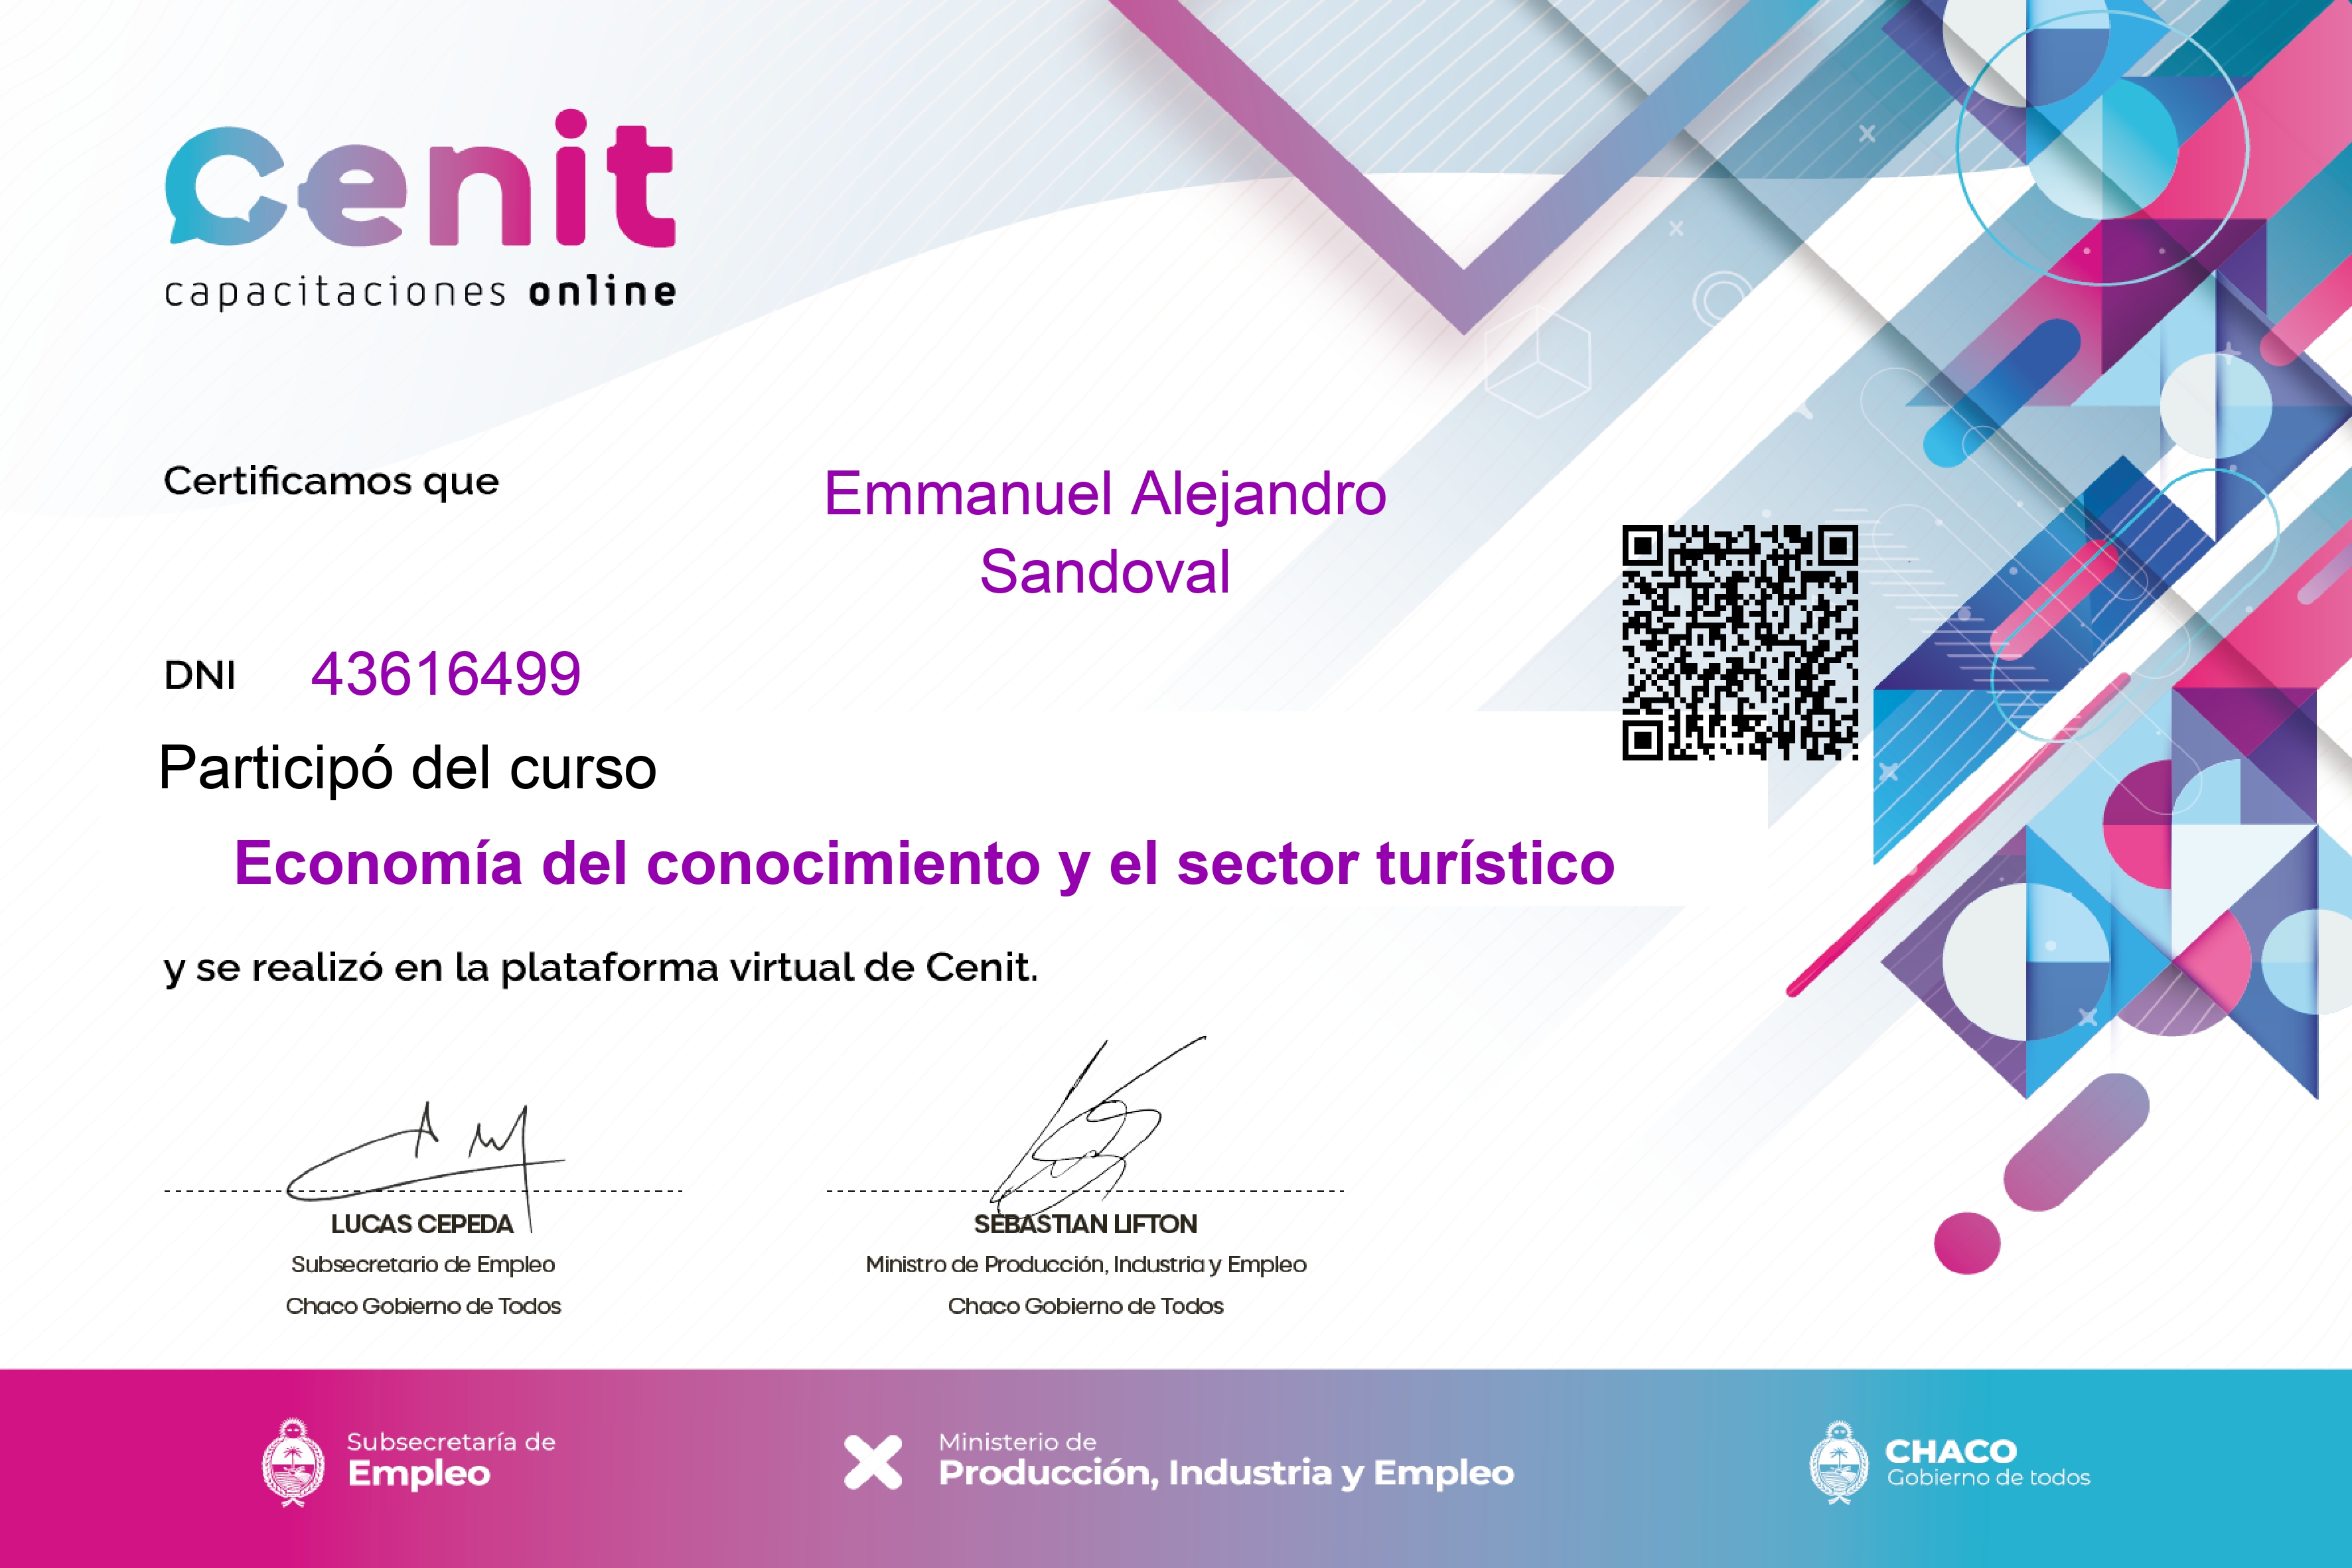 Cenit
capacitaciones online
Certificamos que
Emmanuel Alejandro
Sandoval
DNI 43616499
Participó del curso
Economía del conocimiento y el sector turístico
y se realizó en la plataforma virtual de Cenit.
LUCAS CEPEDA
Subsecretario de Empleo
Chaco Gobierno de Todos
SEBASTIAN LIFTON
Ministro de Producción, Industria y Empleo
Chaco Gobierno de Todos
Subsecretaría de
Empleo
Ministerio de
Producción, Industria y Empleo
CHACO
Gobierno de todos